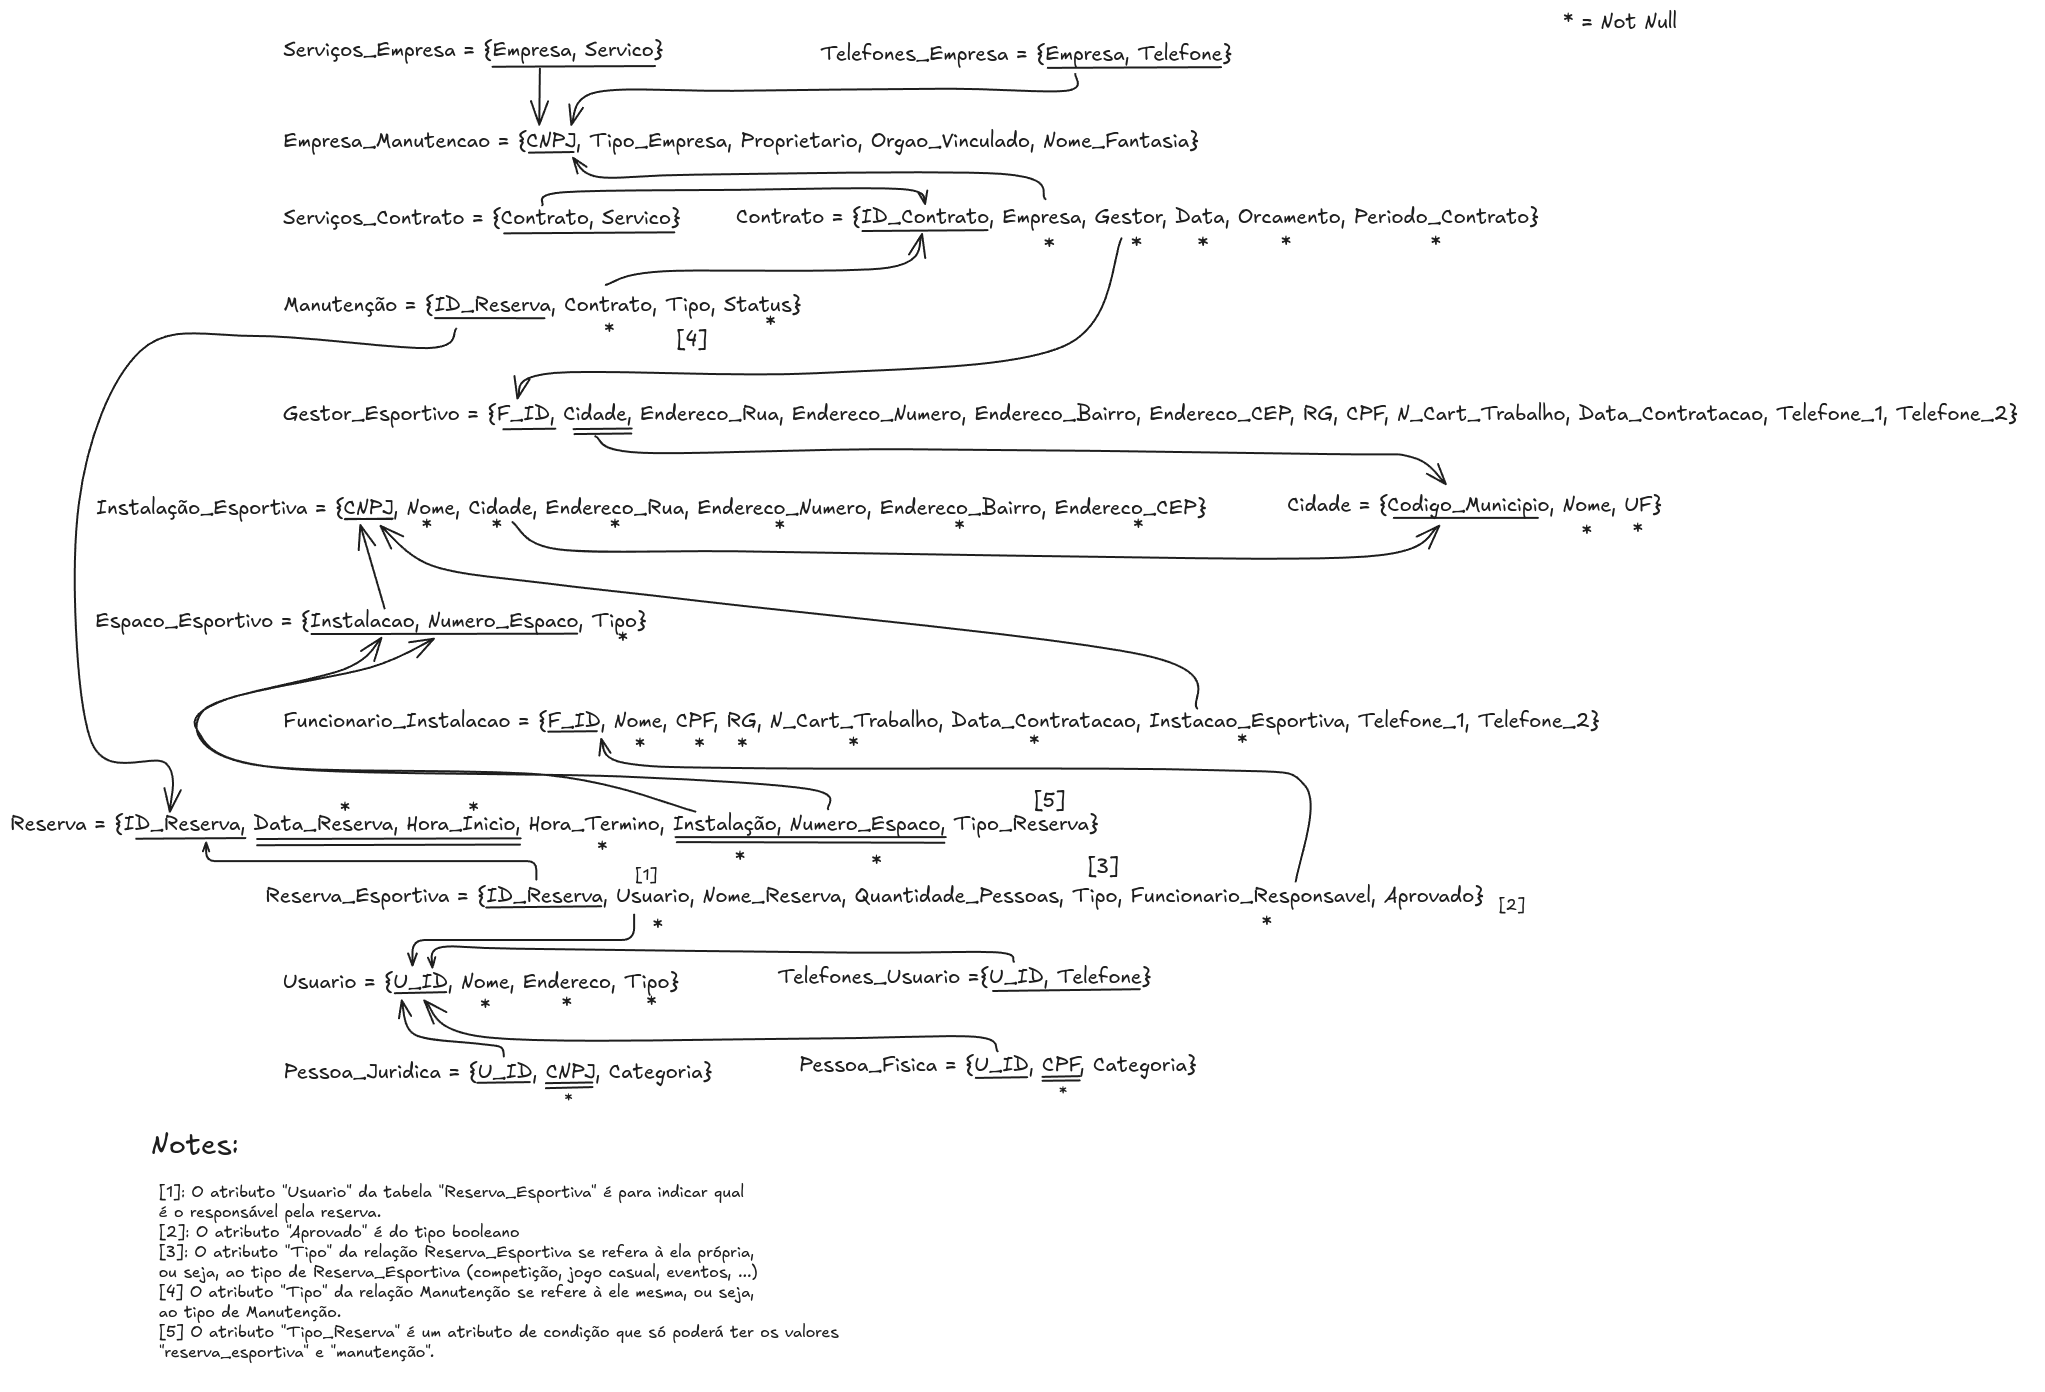 * = Not Null
Serviços_Empresa = {Empresa, Servico}
Telefones_Empresa = {Empresa, Telefone}
Empresa_Manutencao = {CNPJ, Tipo_Empresa, Proprietario, Orgao_Vinculado, Nome_Fantasia}
Serviços_Contrato = {Contrato, Servico}
Contrato = {ID_Contrato, Empresa, Gestor, Data, Orcamento, Periodo_Contrato}
* * * * *
Manutenção = {ID_Reserva, Contrato, Tipo, Status}
* *
[4]
Gestor_Esportivo = {F_ID, Cidade, Endereco_Rua, Endereco_Numero, Endereco_Bairro, Endereco_CEP, RG, CPF, N_Cart_Trabalho, Data_Contratacao, Telefone_1, Telefone_2}
Instalação_Esportiva = {CNPJ, Nome, Cidade, Endereco_Rua, Endereco_Numero, Endereco_Bairro, Endereco_CEP}
* * * * * *
Cidade = {Codigo_Municipio, Nome, UF}
* *
Espaco_Esportivo = {Instalacao, Numero_Espaco, Tipo}
*
Funcionario_Instalacao = {F_ID, Nome, CPF, RG, N_Cart_Trabalho, Data_Contratacao, Instacao_Esportiva, Telefone_1, Telefone_2}
* * * * * *
* * [5]
Reserva = {ID_Reserva, Data_Reserva, Hora_Inicio, Hora_Termino, Instalação, Numero_Espaco, Tipo_Reserva}
* * *
[1] [3]
Reserva_Esportiva = {ID_Reserva, Usuario, Nome_Reserva, Quantidade_Pessoas, Tipo, Funcionario_Responsavel, Aprovado} [2]
* *
Usuario = {U_ID, Nome, Endereco, Tipo}
* * *
Telefones_Usuario ={U_ID, Telefone}
Pessoa_Juridica = {U_ID, CNPJ, Categoria}
*
Pessoa_Fisica = {U_ID, CPF, Categoria}
*
Notes:
[1]: O atributo "Usuario" da tabela "Reserva_Esportiva" é para indicar qual
é o responsável pela reserva.
[2]: O atributo "Aprovado" é do tipo booleano
[3]: O atributo "Tipo" da relação Reserva_Esportiva se refera à ela própria,
ou seja, ao tipo de Reserva_Esportiva (competição, jogo casual, eventos, ...)
[4] O atributo "Tipo" da relação Manutenção se refere à ele mesma, ou seja,
ao tipo de Manutenção.
[5] O atributo "Tipo_Reserva" é um atributo de condição que só poderá ter os valores
"reserva_esportiva" e "manutenção".